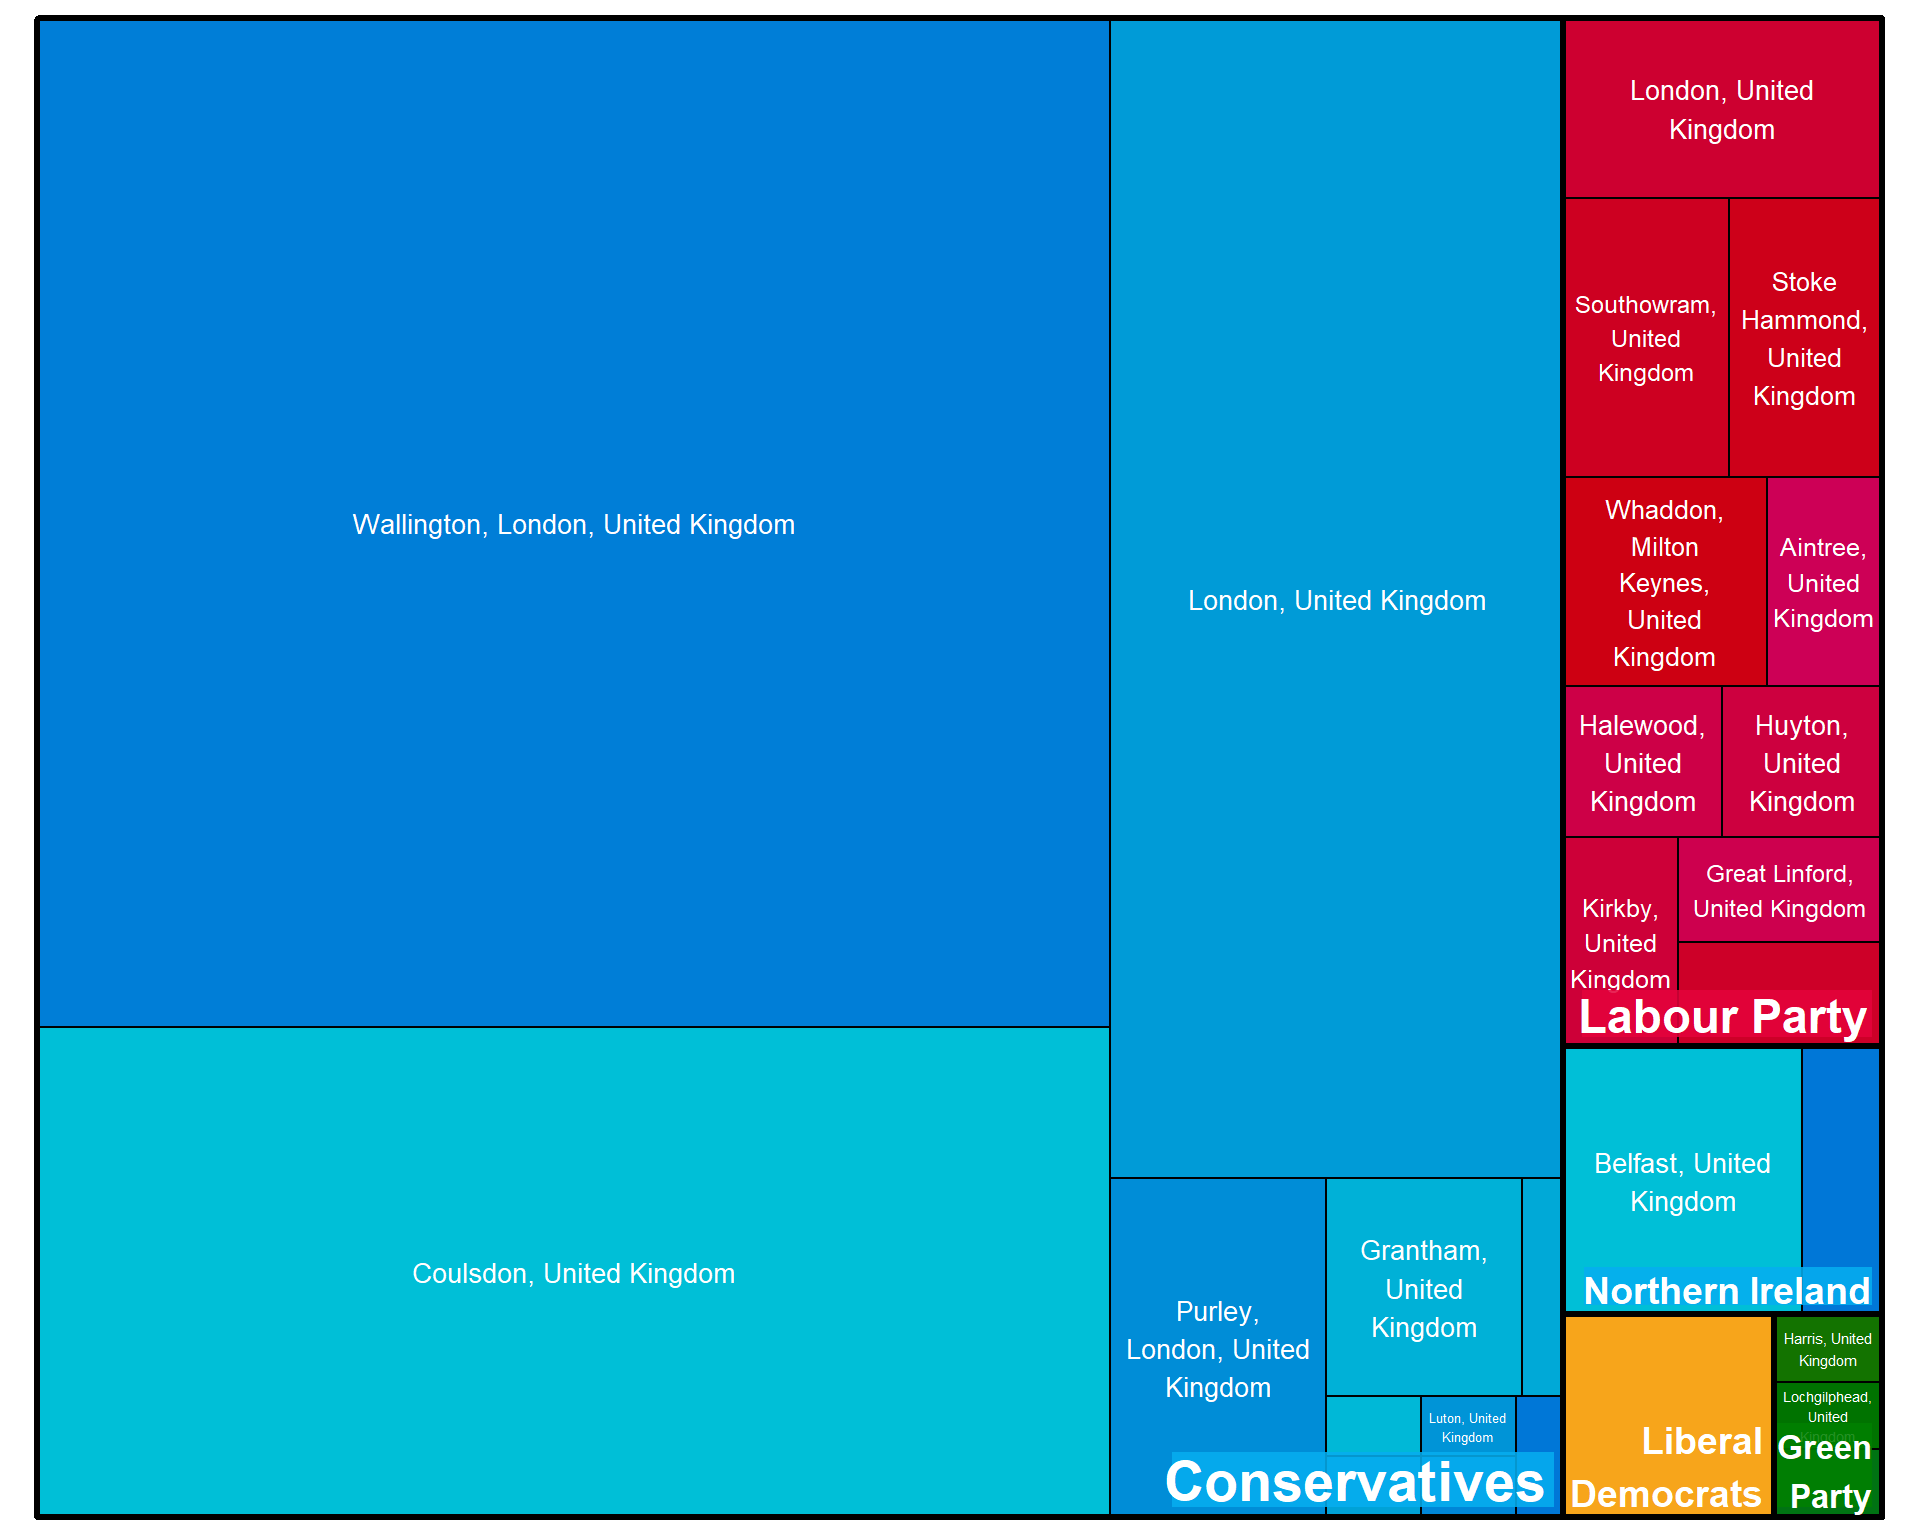 Wallington, London, United Kingdom
Coulsdon, United Kingdom
London, United Kingdom
Purley,
London, United
Kingdom
Grantham,
United
Kingdom
Luton, United
Kingdom
Conservatives
London, United
Kingdom
Southowram,
United
Kingdom
Stoke
Hammond,
United
Kingdom
Whaddon,
Milton
Keynes,
United
Kingdom
Aintree,
United
Kingdom
Halewood,
United
Kingdom
Huyton,
United
Kingdom
Kirkby,
United
Kingdom
Great Linford,
United Kingdom
Labour Party
Belfast, United
Kingdom
Northern Ireland
Liberal
Democrats
Harris, United
Kingdom
Lochgilphead,
United
Kingdom
Green
Party